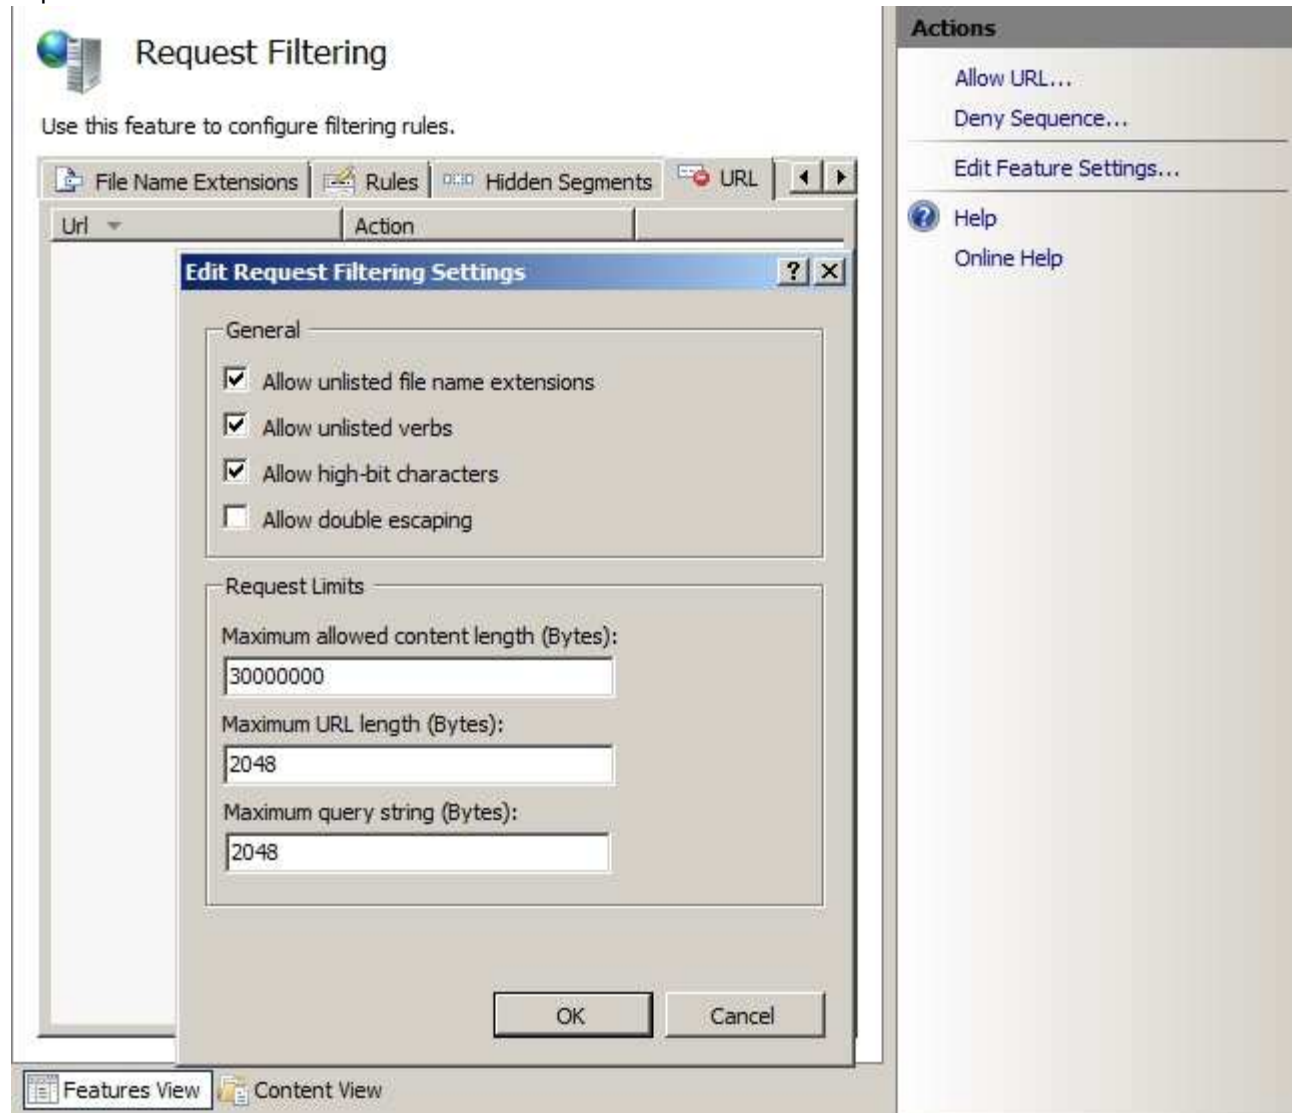 Request Filtering
Use this feature to configure filtering rules.
File Name Extensions Rules Hidden Segments URL
Url Action
Edit Request Filtering Settings
General
Allow unlisted file name extensions
Allow unlisted verbs
Allow high-bit characters
Allow double escaping
Request Limits
Maximum allowed content length (Bytes):
30000000
Maximum URL length (Bytes):
2048
Maximum query string (Bytes):
2048
OK Cancel
Features View Content View
Actions
Allow URL...
Deny Sequence...
Edit Feature Settings...
Help
Online Help